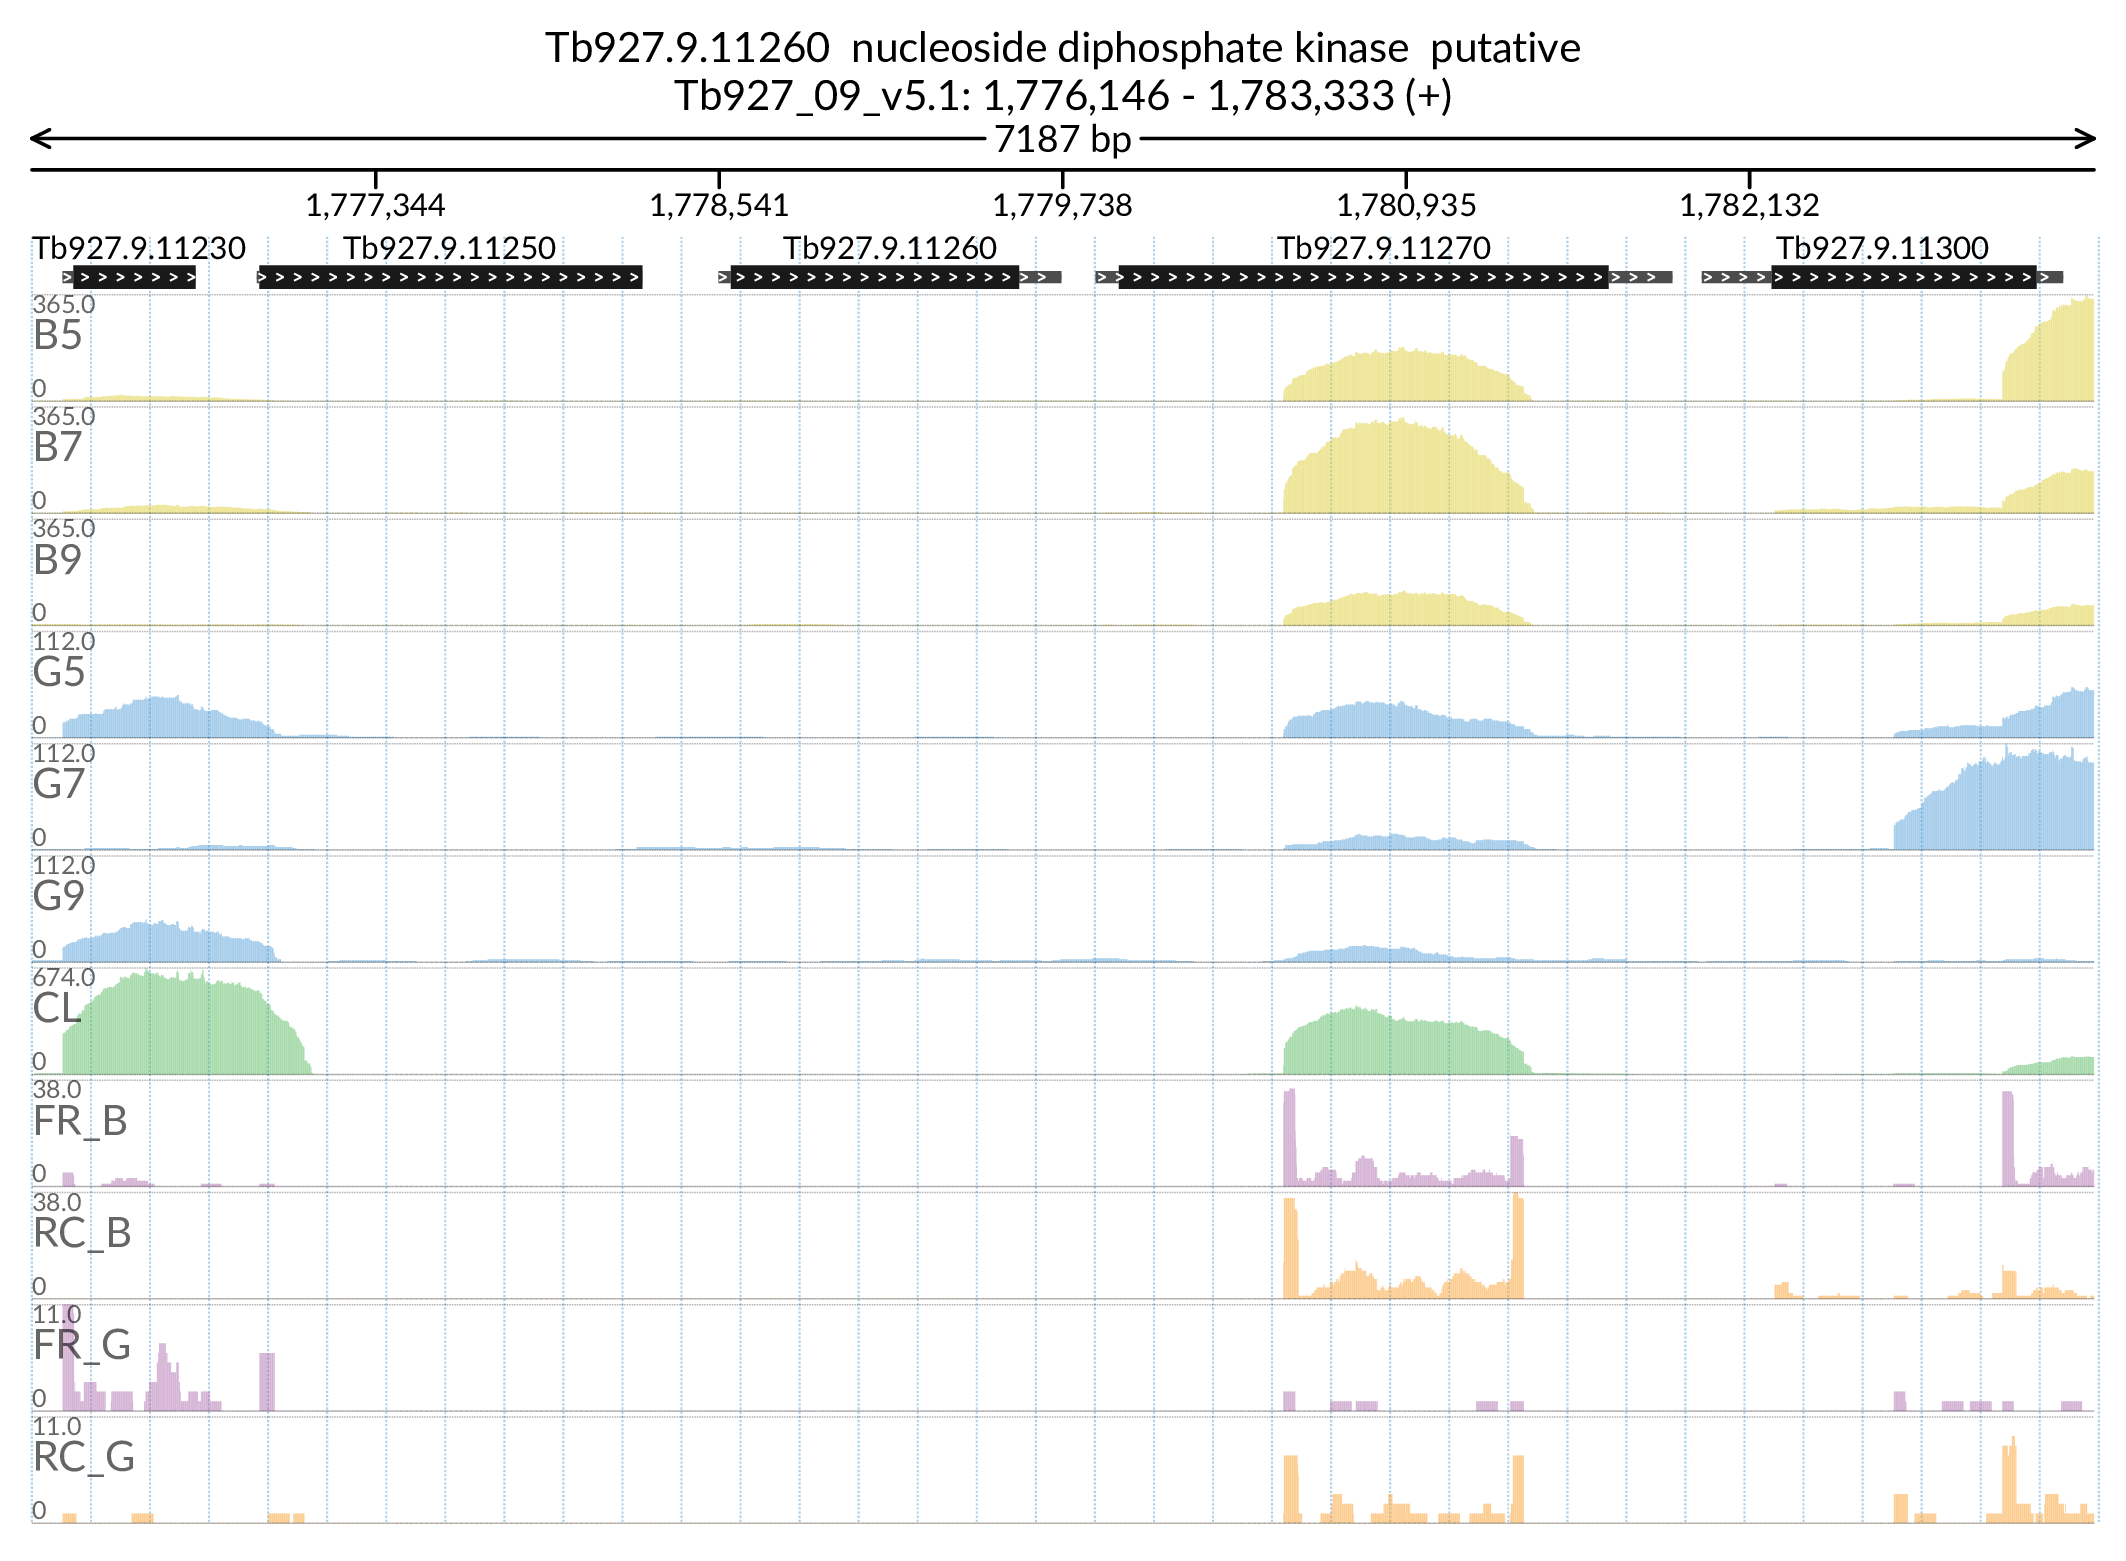 Tb927.9.11260  nucleoside diphosphate kinase  putative
Tb927_09_v5.1: 1,776,146 - 1,783,333 (+)
7187 bp
1,777,344 1,778,541 1,779,738 1,780,935 1,782,132
Tb927.9.11230 Tb927.9.11250 Tb927.9.11260 Tb927.9.11270 Tb927.9.11300
365.0
B5
0
365.0
B7
0
365.0
B9
0
112.0
G5
0
112.0
G7
0
112.0
G9
0
674.0
CL
0
38.0
FR_B
0
38.0
RC_B
0
11.0
FR_G
0
11.0
RC_G
0